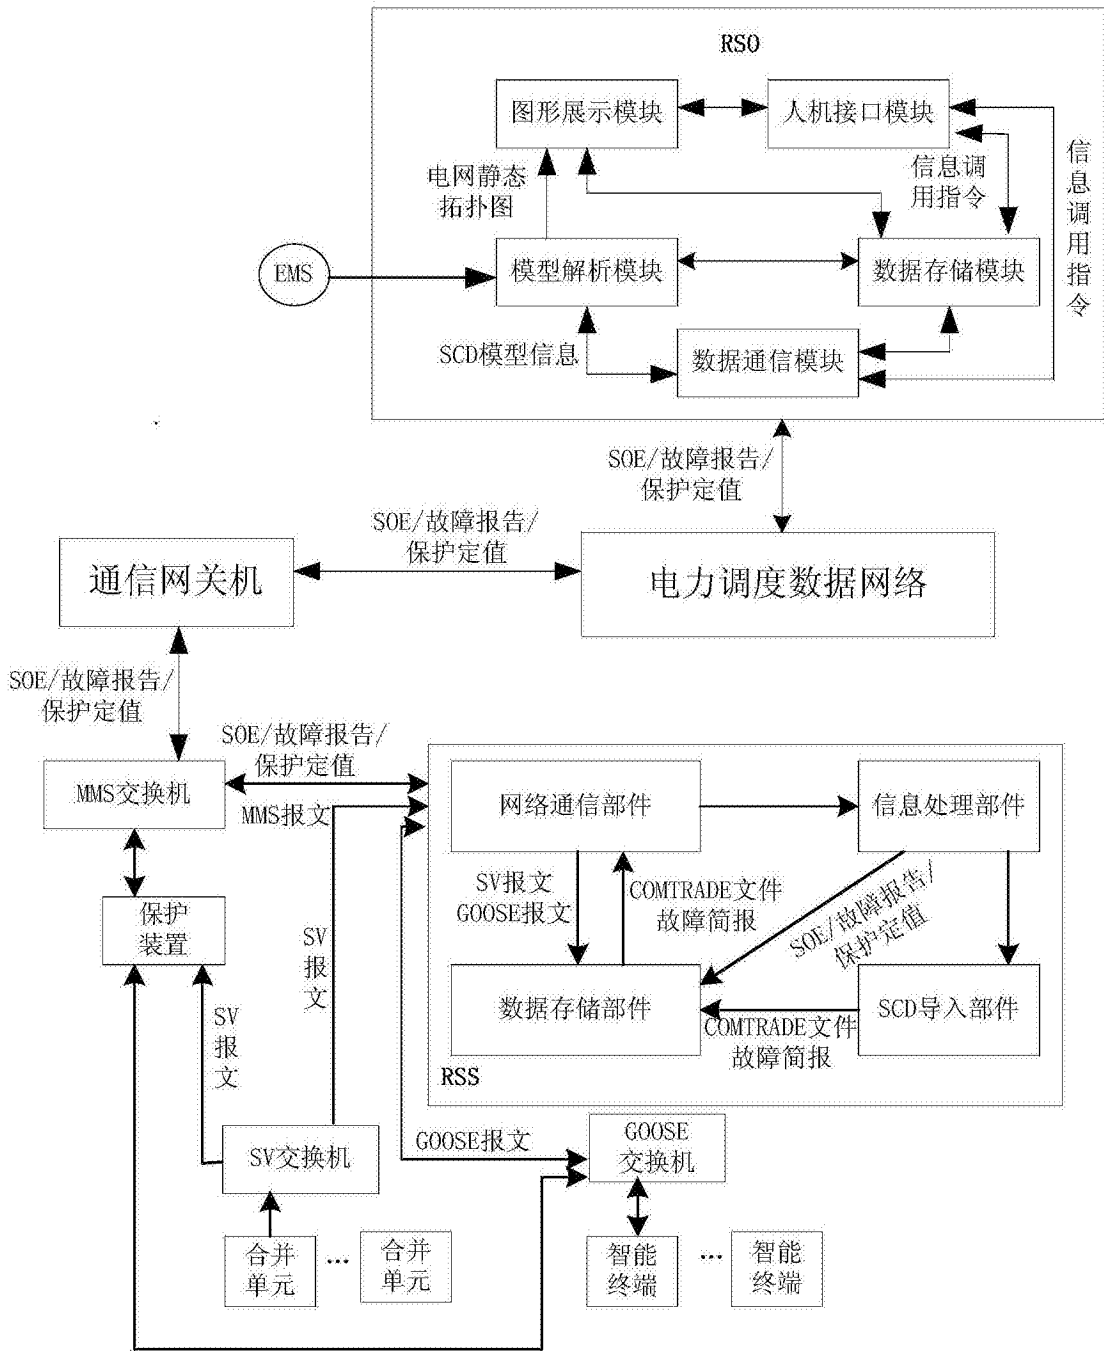 RSO
图形展示模块
人机接口模块
电网静态
拓扑图
信息调
用指令
信息调用指令
EMS
模型解析模块
数据存储模块
SCD模型信息
数据通信模块
SOE/故障报告/
保护定值
SOE/故障报告/
保护定值
通信网关机
电力调度数据网络
SOE/故障报告/
保护定值
SOE/故障报告/
保护定值
MMS交换机
MMS报文
网络通信部件
信息处理部件
SV报文
GOOSE报文
COMTRADE文件
故障简报
SOE/故障报告/
保护定值
保护
装置
SV报文
SV报文
数据存储部件
SCD导入部件
COMTRADE文件
故障简报
RSS
SV交换机
GOOSE报文
GOOSE
交换机
合并
单元
...
合并
单元
智能
终端
...
智能
终端